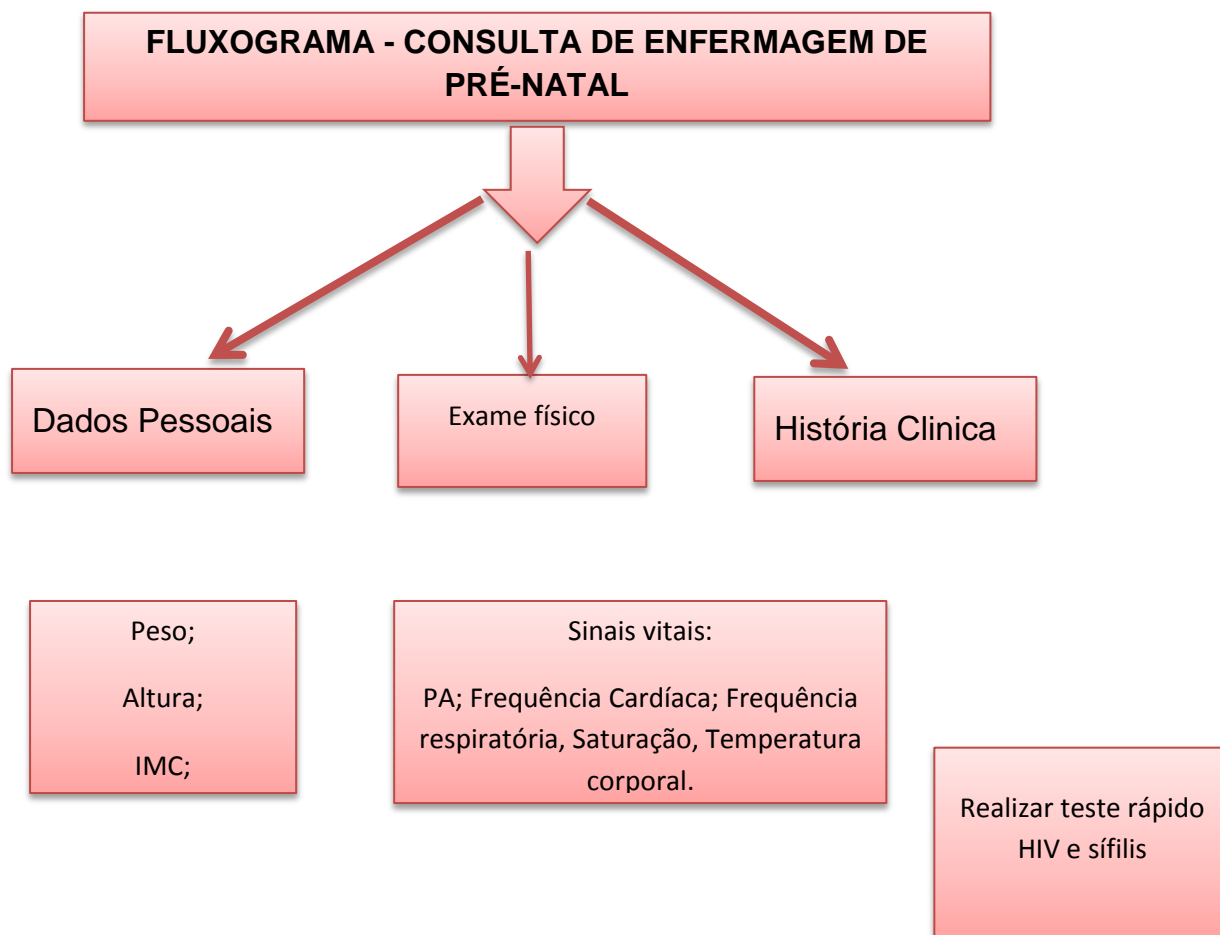 FLUXOGRAMA - CONSULTA DE ENFERMAGEM DE
PRÉ-NATAL
Dados Pessoais
Exame físico
História Clinica
Peso;
Altura;
IMC;
Sinais vitais:
PA; Frequência Cardíaca; Frequência
respiratória, Saturação, Temperatura
corporal.
Realizar teste rápido
HIV e sífilis